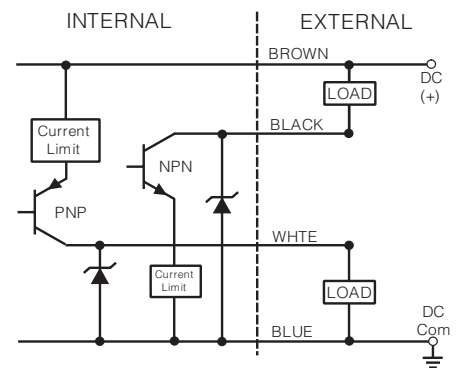 INTERNAL
EXTERNAL
BROWN
DC
(+)
LOAD
BLACK
Current
Limit
NPN
PNP
WHTE
Current
Limit
LOAD
DC
Com
BLUE